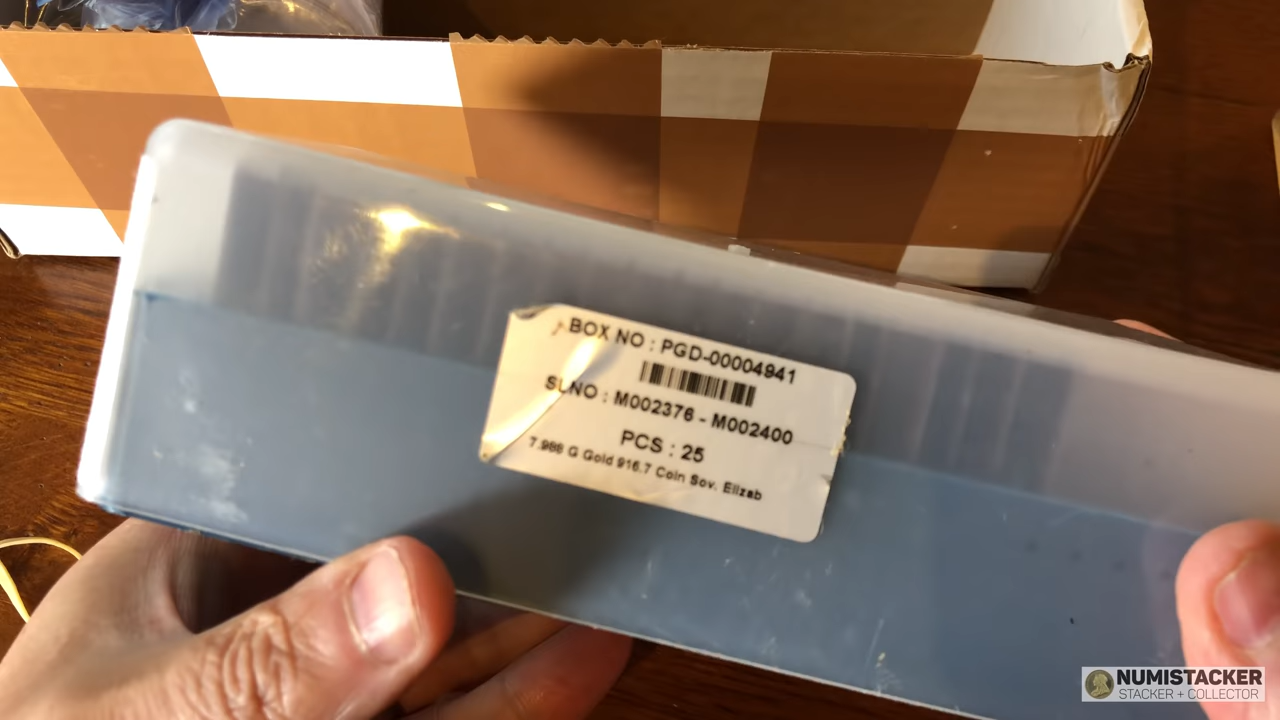 BOX NO : PGD-00004941
SLNO : M002376 - M002400
PCS : 25
7.988 G Gold 916.7 Coin Sov. Elizab
NUMISTACKER
STACKER + COLLECTOR